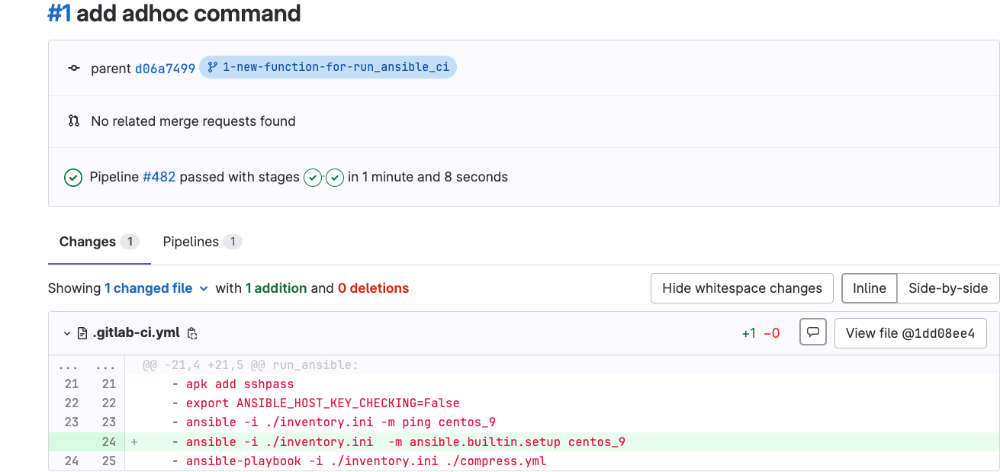 #1 add adhoc command
parent d06a7499 1-new-function-for-run_ansible_ci
No related merge requests found
Pipeline #482 passed with stages in 1 minute and 8 seconds
Changes 1 Pipelines 1
Showing 1 changed file with 1 addition and 0 deletions Hide whitespace changes Inline Side-by-side
.gitlab-ci.yml +1 −0 View file @1dd08ee4
... ... @@ -21,4 +21,5 @@ run_ansible:
21 21 - apk add sshpass
22 22 - export ANSIBLE_HOST_KEY_CHECKING=False
23 23 - ansible -i ./inventory.ini -m ping centos_9
24 + - ansible -i ./inventory.ini  -m ansible.builtin.setup centos_9
24 25 - ansible-playbook -i ./inventory.ini ./compress.yml